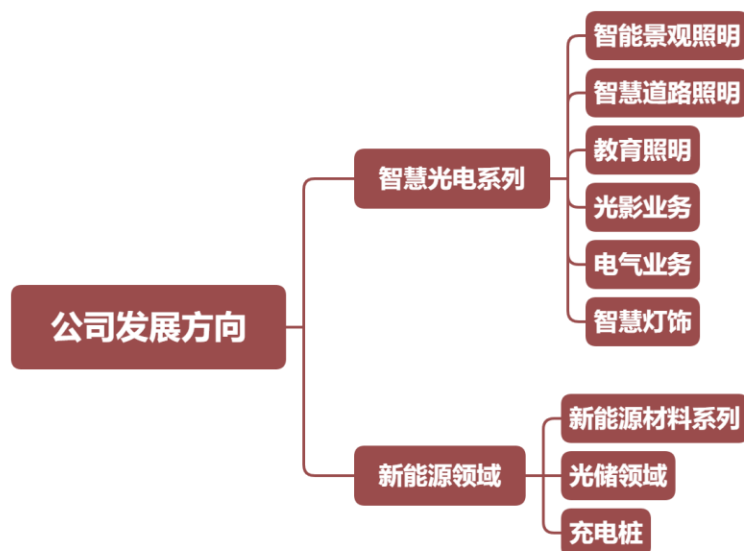 公司发展方向
智慧光电系列
智能景观照明
智慧道路照明
教育照明
光影业务
电气业务
智慧灯饰
新能源领域
新能源材料系列
光储领域
充电桩